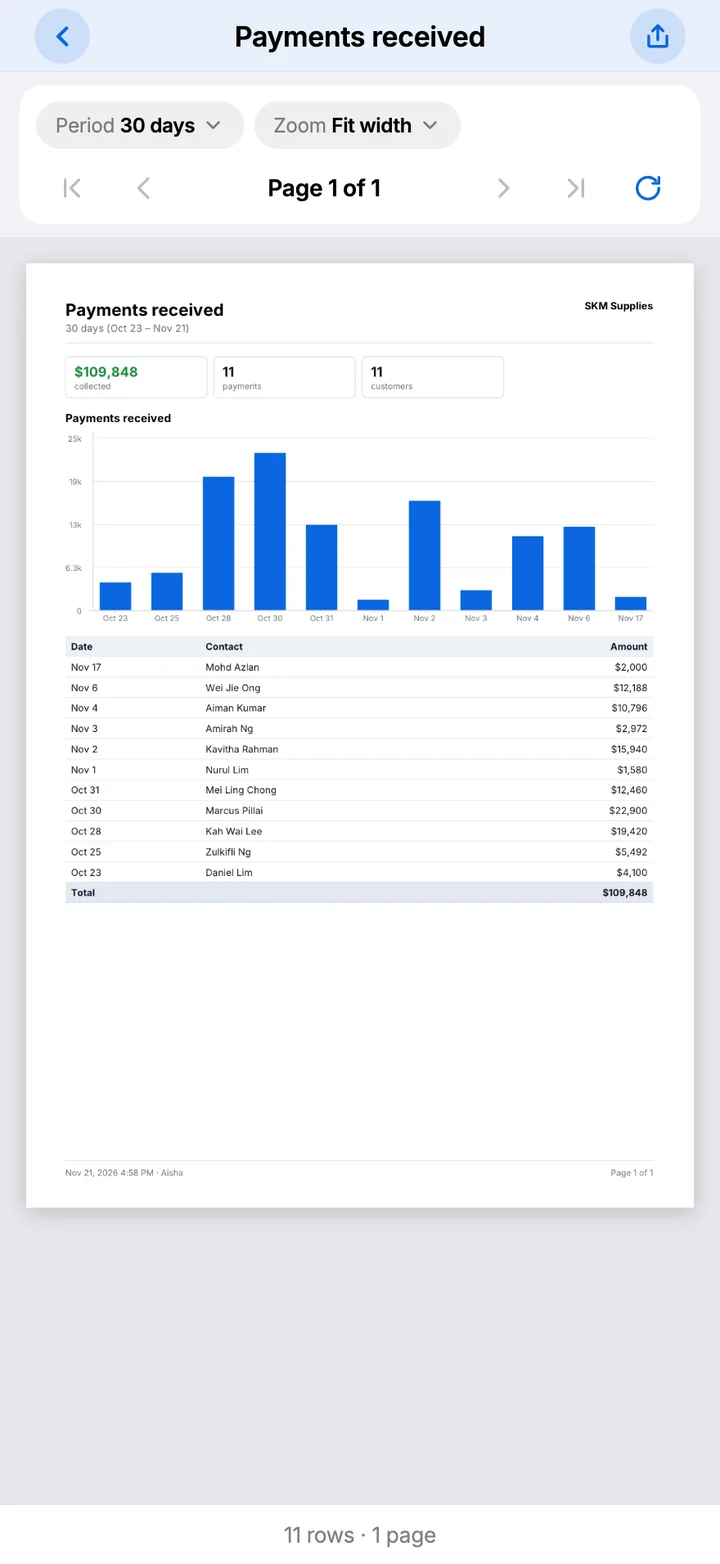 Payments received
Period 30 days
Zoom Fit width
Page 1 of 1
Payments received
SKM Supplies
30 days (Oct 23 – Nov 21)
$109,848
collected
11
payments
11
customers
Payments received
25k
19k
13k
6.3k
0
Oct 23 Oct 25 Oct 28 Oct 30 Oct 31 Nov 1 Nov 2 Nov 3 Nov 4 Nov 6 Nov 17
Date Contact Amount
Nov 17 Mohd Azlan $2,000
Nov 6 Wei Jie Ong $12,188
Nov 4 Aiman Kumar $10,796
Nov 3 Amirah Ng $2,972
Nov 2 Kavitha Rahman $15,940
Nov 1 Nurul Lim $1,580
Oct 31 Mei Ling Chong $12,460
Oct 30 Marcus Pillai $22,900
Oct 28 Kah Wai Lee $19,420
Oct 25 Zulkifli Ng $5,492
Oct 23 Daniel Lim $4,100
Total $109,848
Nov 21, 2026 4:58 PM · Aisha
Page 1 of 1
11 rows · 1 page